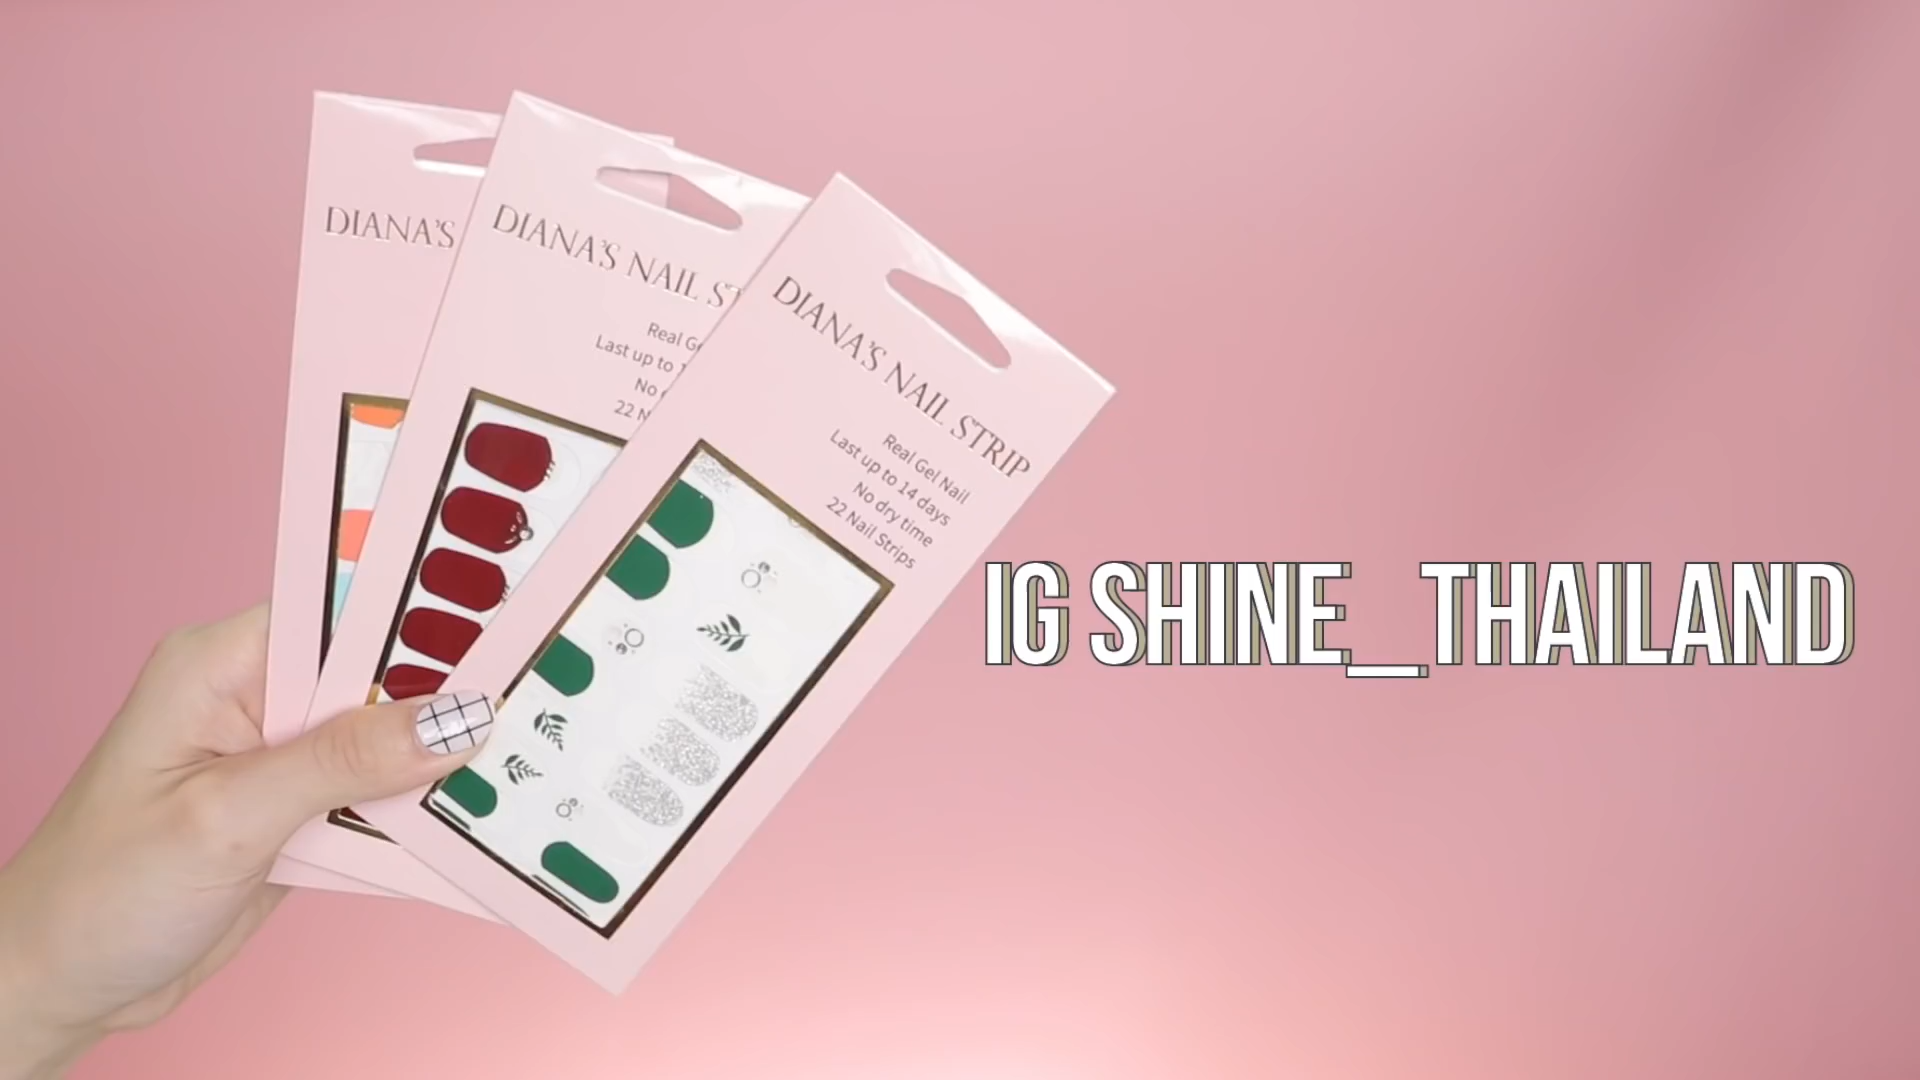 DIANA'S
DIANA'S NAIL ST
Real Ge
Last up to 1
No
22 N
DIANA'S NAIL STRIP
Real Gel Nail
Last up to 14 days
No dry time
22 Nail Strips
IG SHINE_THAILAND